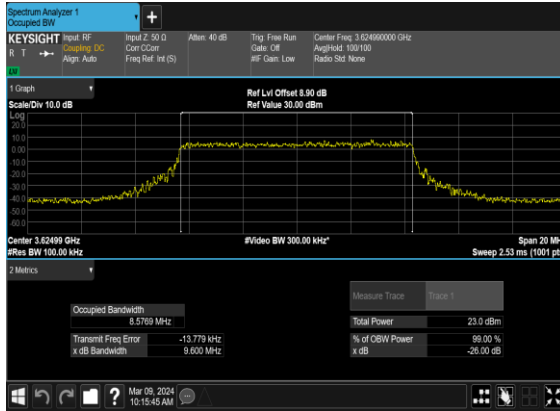 Spectrum Analyzer 1
Occupied BW
KEYSIGHT Input: RF Input Z: 50 Ω Atten: 40 dB Trig: Free Run Center Freq: 3.624990000 GHz
R T Coupling: DC Corr CCorr Gate: Off Avg|Hold: 100/100
Align: Auto Freq Ref: Int (S) #IF Gain: Low Radio Std: None
LU
1 Graph
Ref Lvl Offset 8.90 dB
Scale/Div 10.0 dB Ref Value 30.00 dBm
Log
20.0
10.0
0.00
-10.0
-20.0
-30.0
-40.0
-50.0
-60.0
Center 3.62499 GHz #Video BW 300.00 kHz* Span 20 MH
#Res BW 100.00 kHz Sweep 2.53 ms (1001 pt
2 Metrics
Measure Trace Trace 1
Occupied Bandwidth
8.5769 MHz Total Power 23.0 dBm
Transmit Freq Error -13.779 kHz % of OBW Power 99.00 %
x dB Bandwidth 9.600 MHz x dB -26.00 dB
? Mar 09, 2024
10:15:45 AM